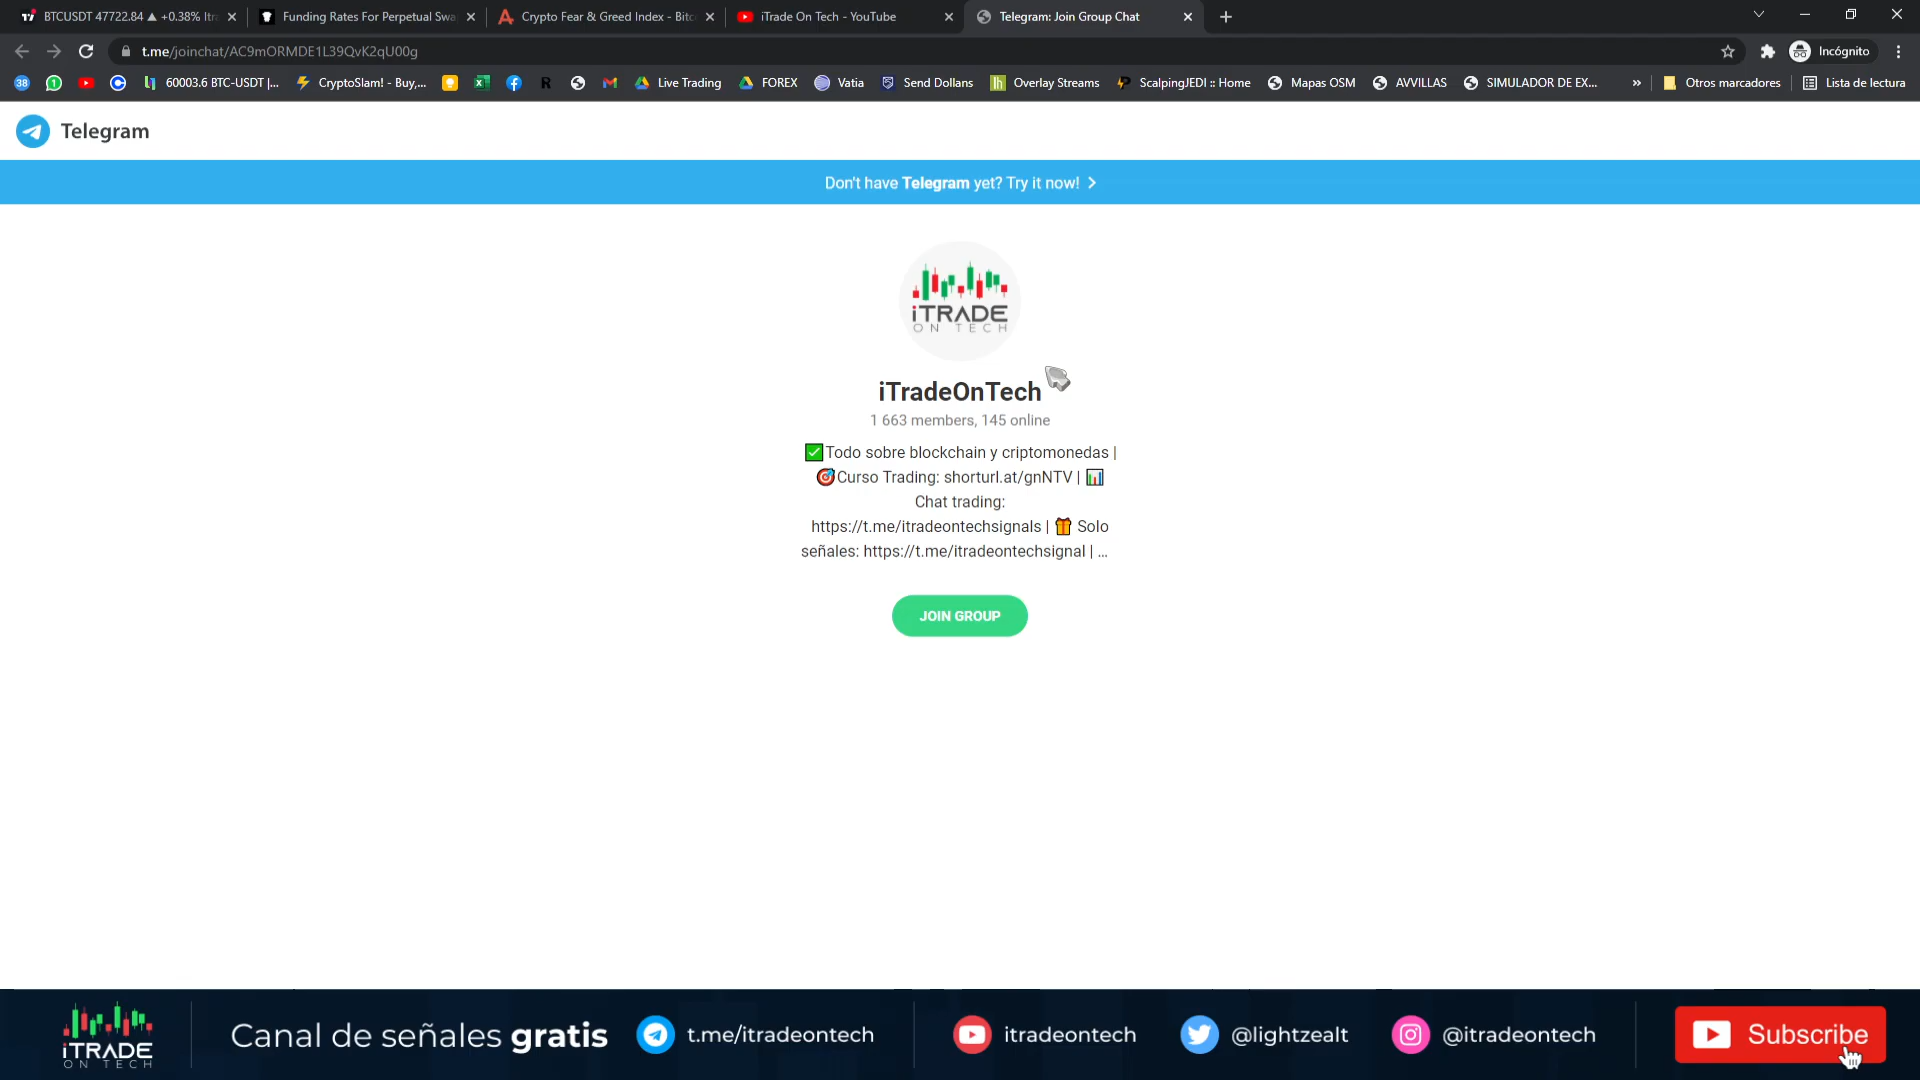 BTCUSDT 47722.84 ▲ +0.38% Itr
Funding Rates For Perpetual Swa
Crypto Fear & Greed Index - Bitc
iTrade On Tech - YouTube
Telegram: Join Group Chat
t.me/joinchat/AC9mORMDE1L39QvK2qU00g
Incógnito
38
1
60003.6 BTC-USDT |...
CryptoSlam! - Buy,...
R
Live Trading
FOREX
Vatia
Send Dollans
Overlay Streams
ScalpingJEDI :: Home
Mapas OSM
AVVILLAS
SIMULADOR DE EX...
»
Otros marcadores
Lista de lectura
Telegram
Don't have Telegram yet? Try it now!
iTRADE
ON TECH
iTradeOnTech
1 663 members, 145 online
✅Todo sobre blockchain y criptomonedas |
🎯Curso Trading: shorturl.at/gnNTV | 📊
Chat trading:
https://t.me/itradeontechsignals | 🎁 Solo
señales: https://t.me/itradeontechsignal | ...
JOIN GROUP
iTRADE
ON TECH
Canal de señales gratis
t.me/itradeontech
itradeontech
@lightzealt
@itradeontech
Subscribe